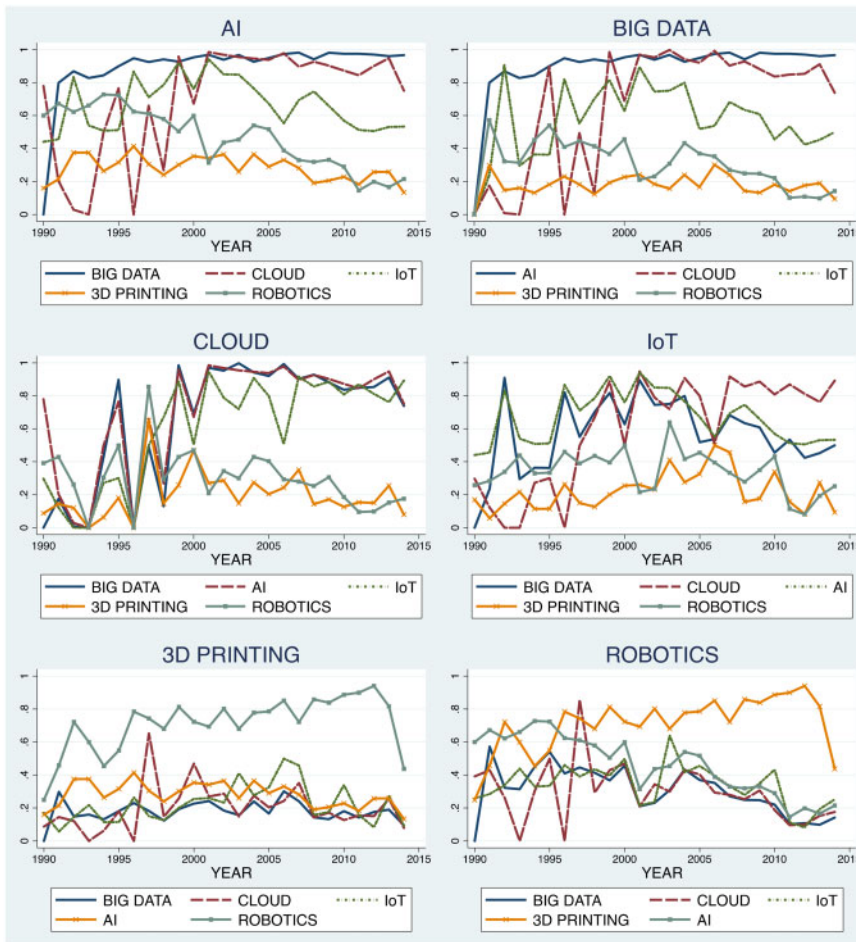 AI
BIG DATA
1
.8
.6
.4
.2
0
1990 1995 2000 2005 2010 2015
YEAR
BIG DATA CLOUD IoT
3D PRINTING ROBOTICS
1
.8
.6
.4
.2
0
1990 1995 2000 2005 2010 2015
YEAR
AI CLOUD IoT
3D PRINTING ROBOTICS
CLOUD
IoT
1
.8
.6
.4
.2
0
1990 1995 2000 2005 2010 2015
YEAR
BIG DATA AI IoT
3D PRINTING ROBOTICS
1
.8
.6
.4
.2
0
1990 1995 2000 2005 2010 2015
YEAR
BIG DATA CLOUD AI
3D PRINTING ROBOTICS
3D PRINTING
ROBOTICS
1
.8
.6
.4
.2
0
1990 1995 2000 2005 2010 2015
YEAR
BIG DATA CLOUD IoT
AI ROBOTICS
1
.8
.6
.4
.2
0
1990 1995 2000 2005 2010 2015
YEAR
BIG DATA CLOUD IoT
3D PRINTING AI